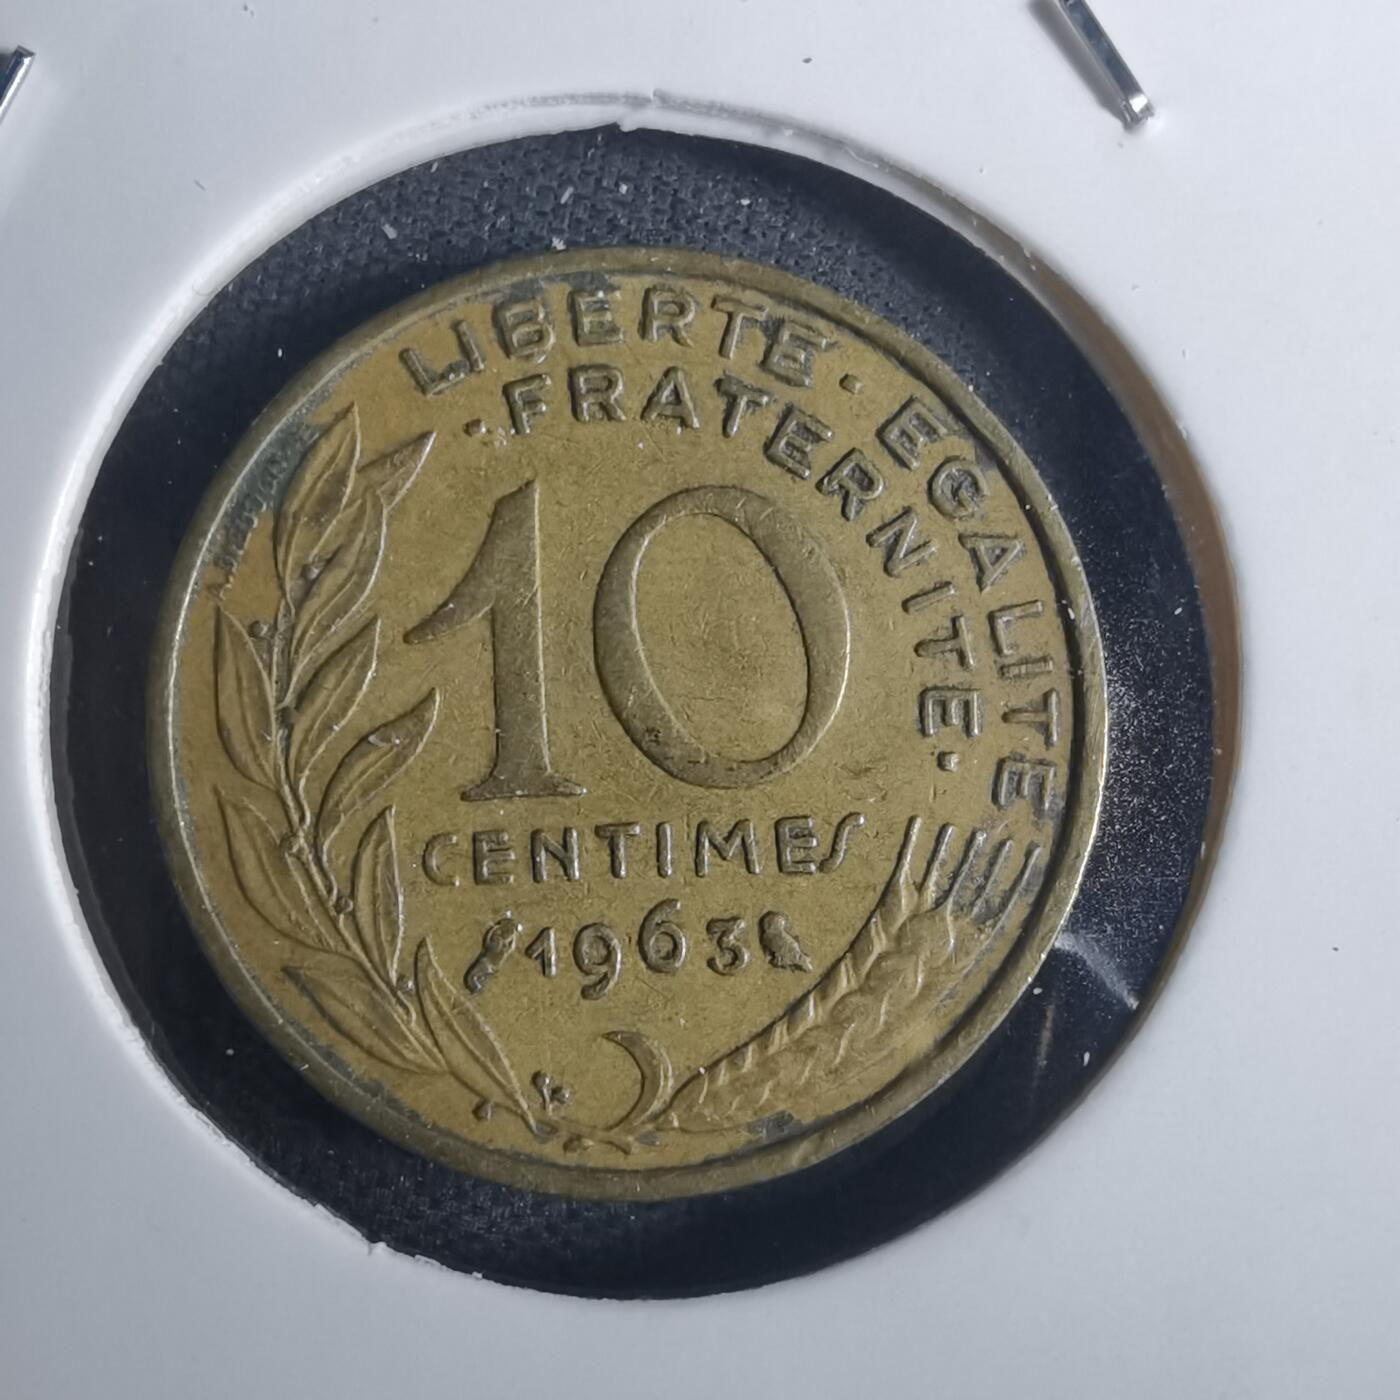 LIBERTE · EGALITE
· FRATERNITE ·
10
CENTIMES
1963